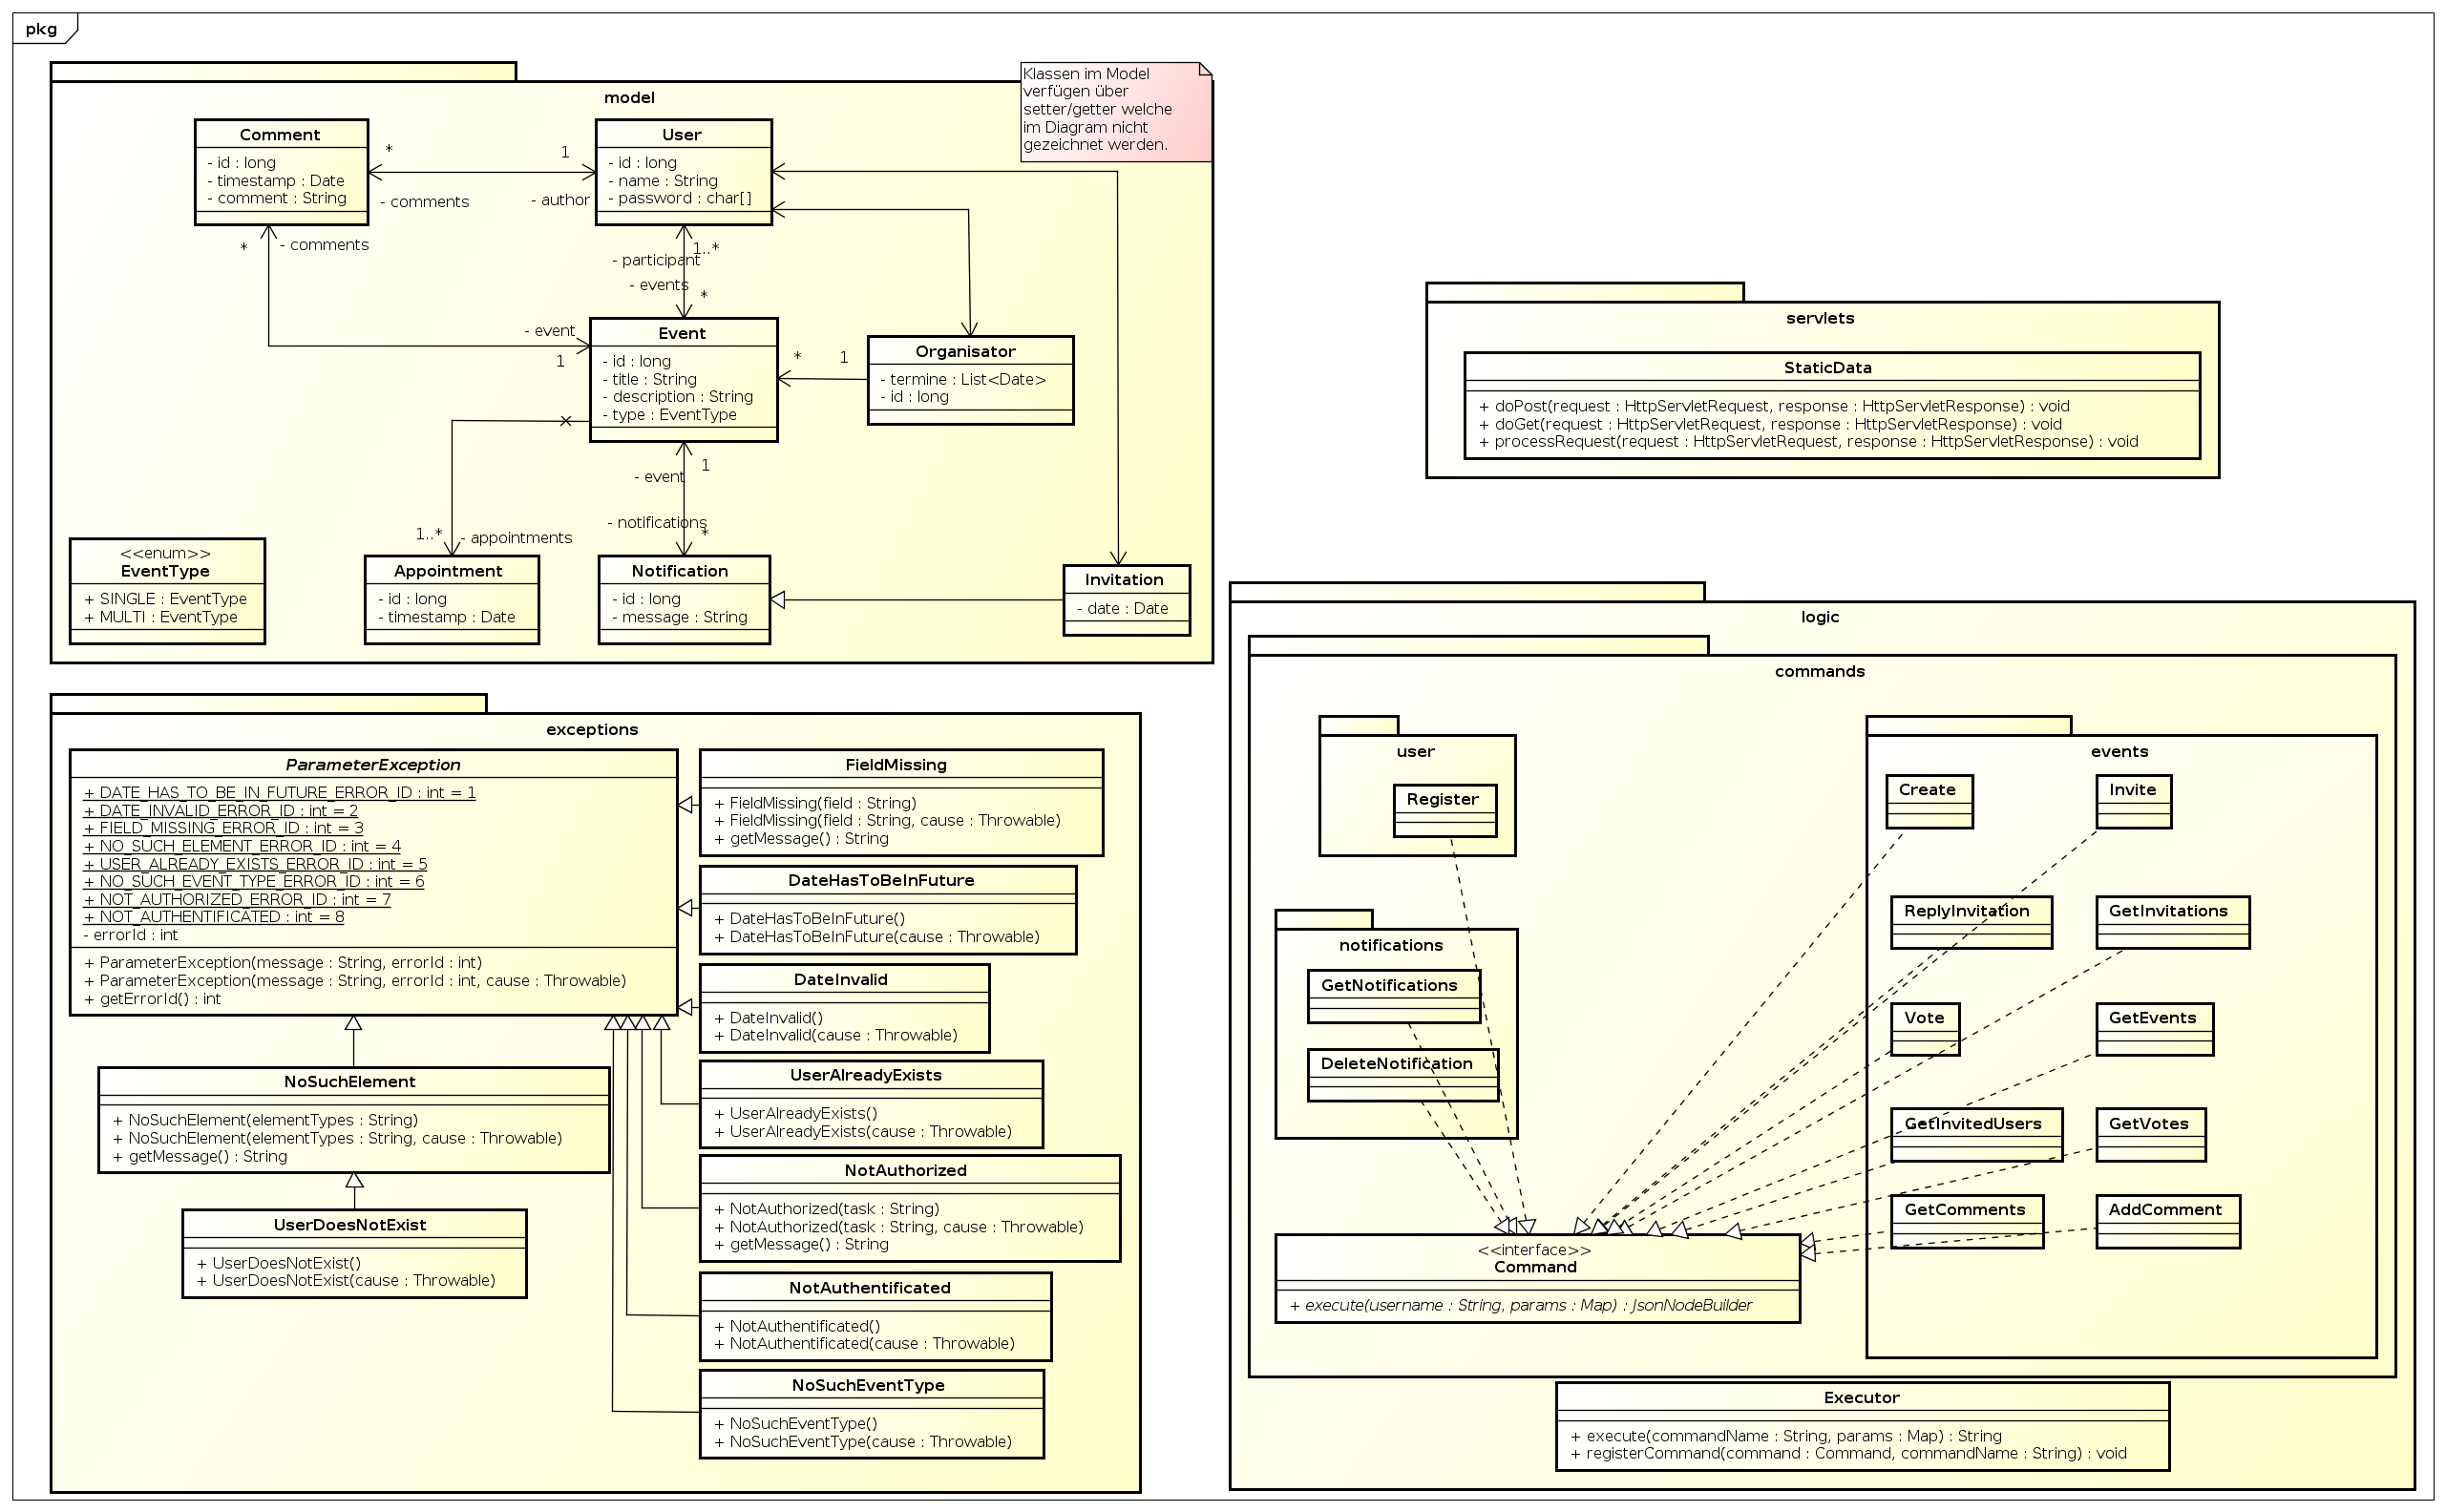 pkg
model
Klassen im Model
verfügen über
setter/getter welche
im Diagram nicht
gezeichnet werden.
Comment
- id : long
- timestamp : Date
- comment : String
*
1
- comments
- author
User
- id : long
- name : String
- password : char[]
*
- comments
1..*
- participant
- events
*
- event
1
Event
- id : long
- title : String
- description : String
- type : EventType
*
1
Organisator
- termine : List<Date>
- id : long
1
- event
- notifications
*
1..*
- appointments
<<enum>>
EventType
+ SINGLE : EventType
+ MULTI : EventType
Appointment
- id : long
- timestamp : Date
Notification
- id : long
- message : String
Invitation
- date : Date
servlets
StaticData
+ doPost(request : HttpServletRequest, response : HttpServletResponse) : void
+ doGet(request : HttpServletRequest, response : HttpServletResponse) : void
+ processRequest(request : HttpServletRequest, response : HttpServletResponse) : void
exceptions
ParameterException
+ DATE_HAS_TO_BE_IN_FUTURE_ERROR_ID : int = 1
+ DATE_INVALID_ERROR_ID : int = 2
+ FIELD_MISSING_ERROR_ID : int = 3
+ NO_SUCH_ELEMENT_ERROR_ID : int = 4
+ USER_ALREADY_EXISTS_ERROR_ID : int = 5
+ NO_SUCH_EVENT_TYPE_ERROR_ID : int = 6
+ NOT_AUTHORIZED_ERROR_ID : int = 7
+ NOT_AUTHENTIFICATED : int = 8
- errorId : int
+ ParameterException(message : String, errorId : int)
+ ParameterException(message : String, errorId : int, cause : Throwable)
+ getErrorId() : int
NoSuchElement
+ NoSuchElement(elementTypes : String)
+ NoSuchElement(elementTypes : String, cause : Throwable)
+ getMessage() : String
UserDoesNotExist
+ UserDoesNotExist()
+ UserDoesNotExist(cause : Throwable)
FieldMissing
+ FieldMissing(field : String)
+ FieldMissing(field : String, cause : Throwable)
+ getMessage() : String
DateHasToBeInFuture
+ DateHasToBeInFuture()
+ DateHasToBeInFuture(cause : Throwable)
DateInvalid
+ DateInvalid()
+ DateInvalid(cause : Throwable)
UserAlreadyExists
+ UserAlreadyExists()
+ UserAlreadyExists(cause : Throwable)
NotAuthorized
+ NotAuthorized(task : String)
+ NotAuthorized(task : String, cause : Throwable)
+ getMessage() : String
NotAuthentificated
+ NotAuthentificated()
+ NotAuthentificated(cause : Throwable)
NoSuchEventType
+ NoSuchEventType()
+ NoSuchEventType(cause : Throwable)
logic
commands
user
Register
notifications
GetNotifications
DeleteNotification
events
Create
Invite
ReplyInvitation
GetInvitations
Vote
GetEvents
GetInvitedUsers
GetVotes
GetComments
AddComment
<<interface>>
Command
+ execute(username : String, params : Map) : JsonNodeBuilder
Executor
+ execute(commandName : String, params : Map) : String
+ registerCommand(command : Command, commandName : String) : void